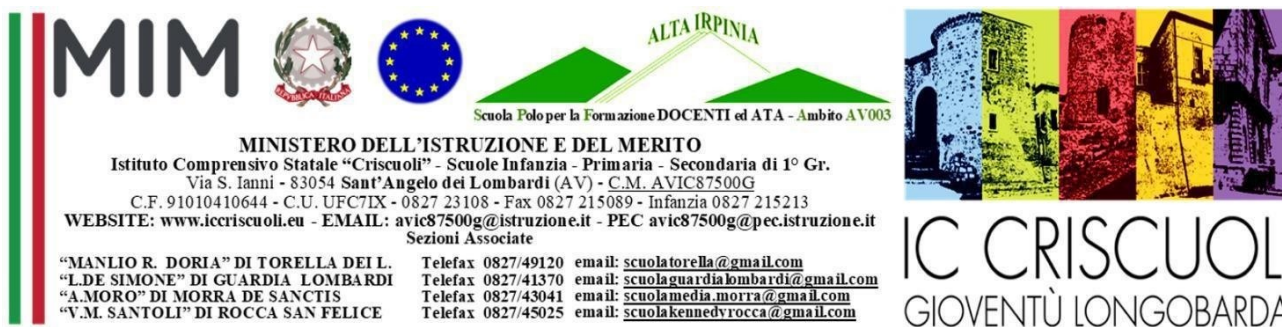 MIM
REPVBBLICA ITALIANA
ALTA IRPINIA
Scuola Polo per la Formazione DOCENTI ed ATA - Ambito AV003
MINISTERO DELL'ISTRUZIONE E DEL MERITO
Istituto Comprensivo Statale “Criscuoli” - Scuole Infanzia - Primaria - Secondaria di 1° Gr.
Via S. Ianni - 83054 Sant'Angelo dei Lombardi (AV) - C.M. AVIC87500G
C.F. 91010410644 - C.U. UFC7IX - 0827 23108 - Fax 0827 215089 - Infanzia 0827 215213
WEBSITE: www.iccriscuoli.eu - EMAIL: avic87500g@istruzione.it - PEC avic87500g@pec.istruzione.it
Sezioni Associate
“MANLIO R. DORIA” DI TORELLA DEI L. Telefax 0827/49120 email: scuolatorella@gmail.com
“L.DE SIMONE” DI GUARDIA LOMBARDI Telefax 0827/41370 email: scuolaguardialombardi@gmail.com
“A.MORO” DI MORRA DE SANCTIS Telefax 0827/43041 email: scuolamedia.morra@gmail.com
“V.M. SANTOLI” DI ROCCA SAN FELICE Telefax 0827/45025 email: scuolakennedyrocca@gmail.com
IC CRISCUOL
GIOVENTÙ LONGOBARDA